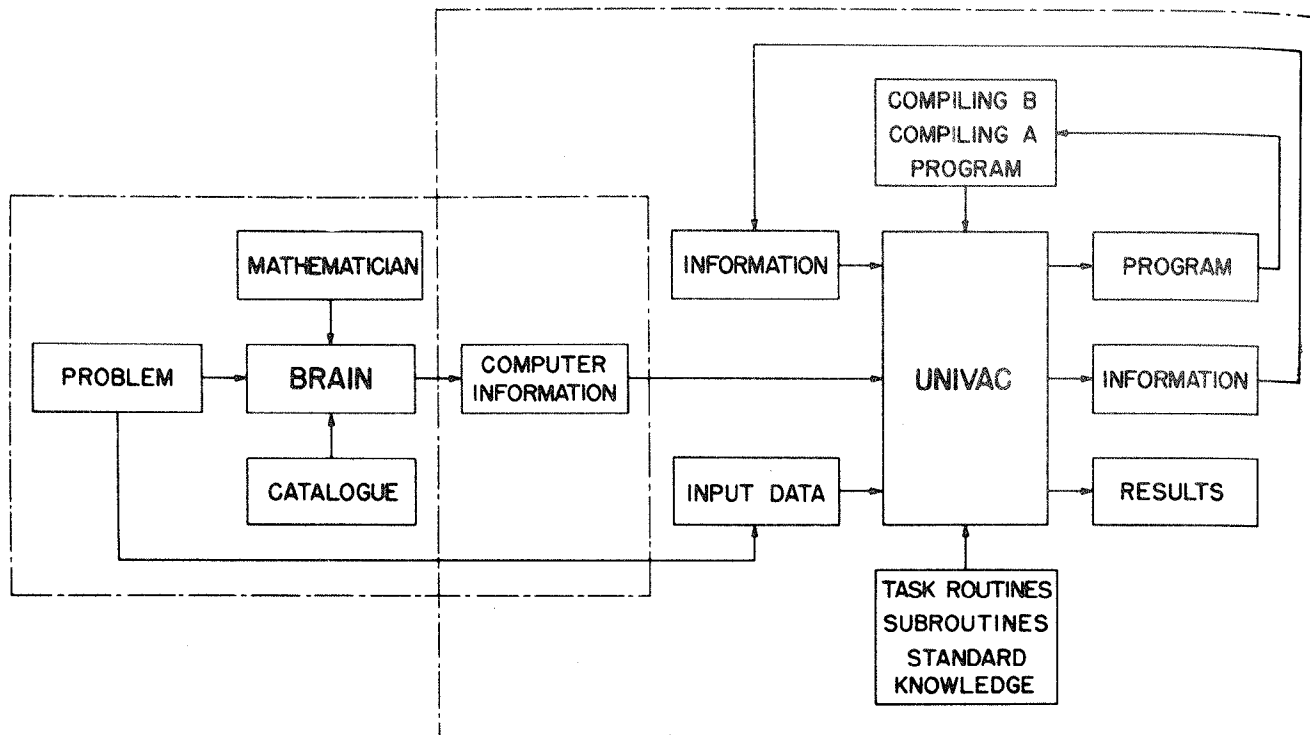 COMPILING B
COMPILING A
PROGRAM
MATHEMATICIAN
INFORMATION
PROGRAM
PROBLEM
BRAIN
COMPUTER
INFORMATION
UNIVAC
INFORMATION
CATALOGUE
INPUT DATA
RESULTS
TASK ROUTINES
SUBROUTINES
STANDARD
KNOWLEDGE